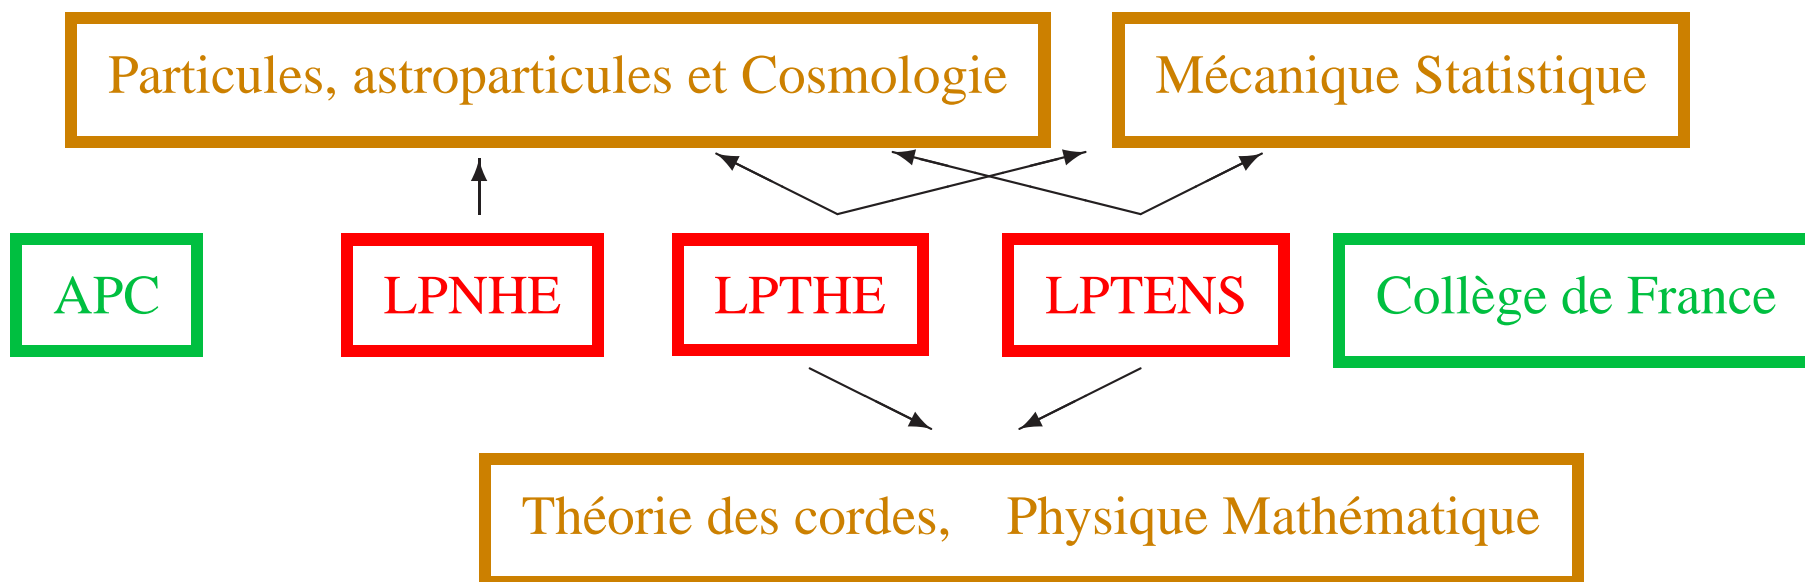 Particules, astroparticules et Cosmologie
Mécanique Statistique
APC
LPNHE
LPTHE
LPTENS
Collège de France
Théorie des cordes, Physique Mathématique